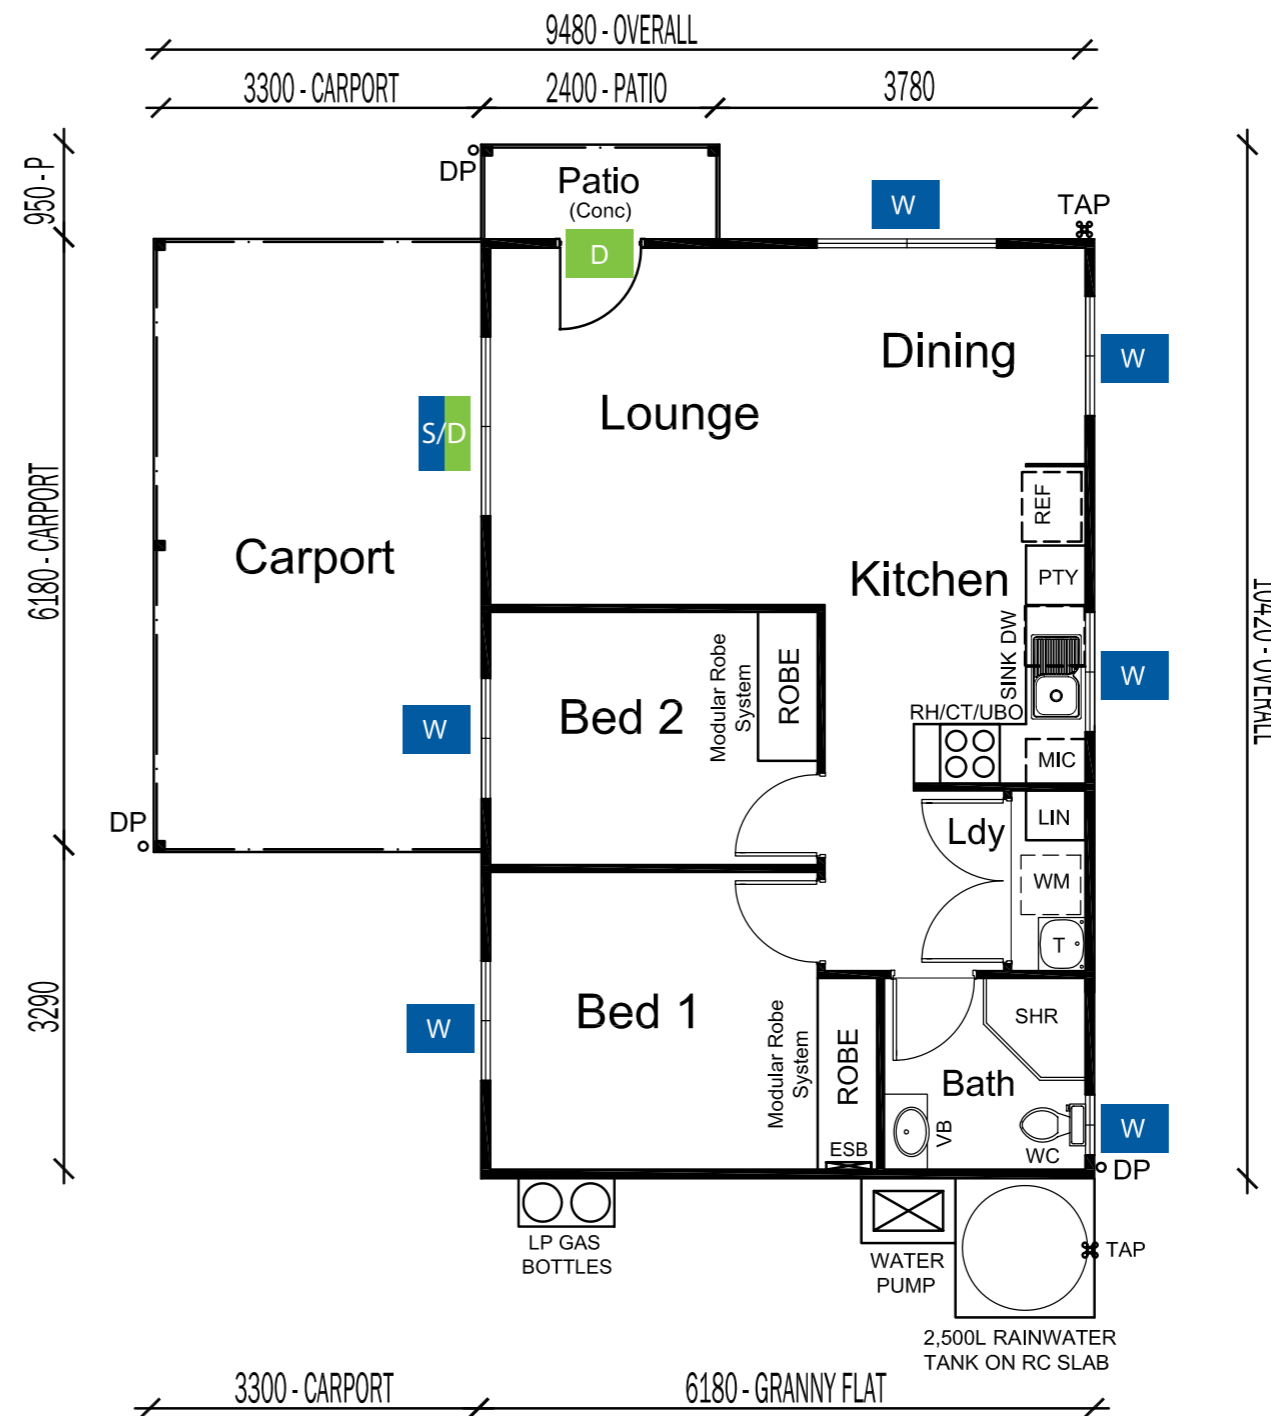 9480 - OVERALL
3300 - CARPORT
2400 - PATIO
3780
950 - P
DP
Patio
(Conc)
D
W
TAP
Dining
W
Lounge
S/D
6180 - CARPORT
Carport
REF
Kitchen
PTY
10420 - OVERALL
SINK DW
W
Bed 2
Modular Robe
System
ROBE
W
RH/CT/UBO
MIC
DP
Ldy
LIN
WM
T
3290
Bed 1
Modular Robe
System
ROBE
W
SHR
Bath
VB
WC
W
ESB
DP
LP GAS
BOTTLES
WATER
PUMP
TAP
2,500L RAINWATER
TANK ON RC SLAB
3300 - CARPORT
6180 - GRANNY FLAT